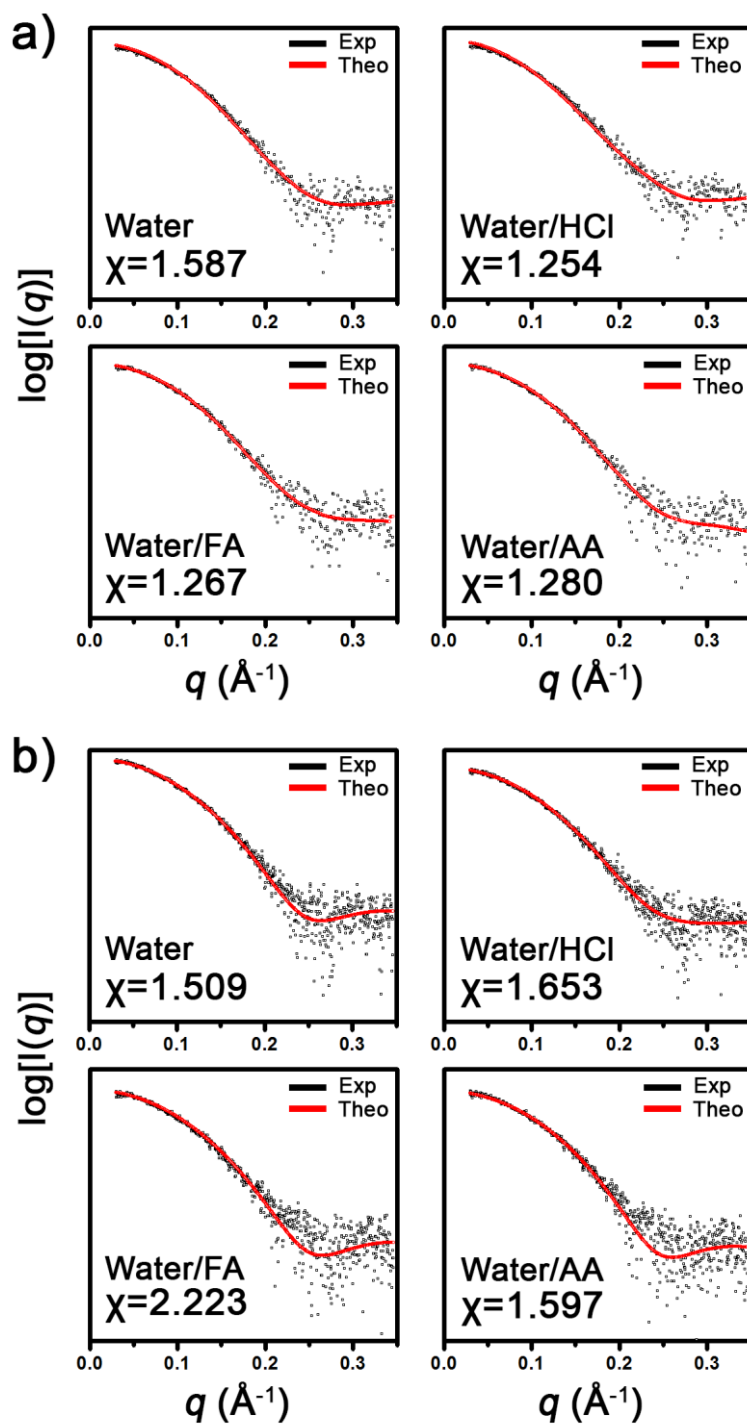 a)
Exp
Theo
Water
χ=1.587
0.0 0.1 0.2 0.3
Exp
Theo
Water/HCl
χ=1.254
0.0 0.1 0.2 0.3
log[I(q)]
Exp
Theo
Water/FA
χ=1.267
0.0 0.1 0.2 0.3
q (Å⁻¹)
Exp
Theo
Water/AA
χ=1.280
0.0 0.1 0.2 0.3
q (Å⁻¹)
b)
Exp
Theo
Water
χ=1.509
0.0 0.1 0.2 0.3
Exp
Theo
Water/HCl
χ=1.653
0.0 0.1 0.2 0.3
log[I(q)]
Exp
Theo
Water/FA
χ=2.223
0.0 0.1 0.2 0.3
q (Å⁻¹)
Exp
Theo
Water/AA
χ=1.597
0.0 0.1 0.2 0.3
q (Å⁻¹)